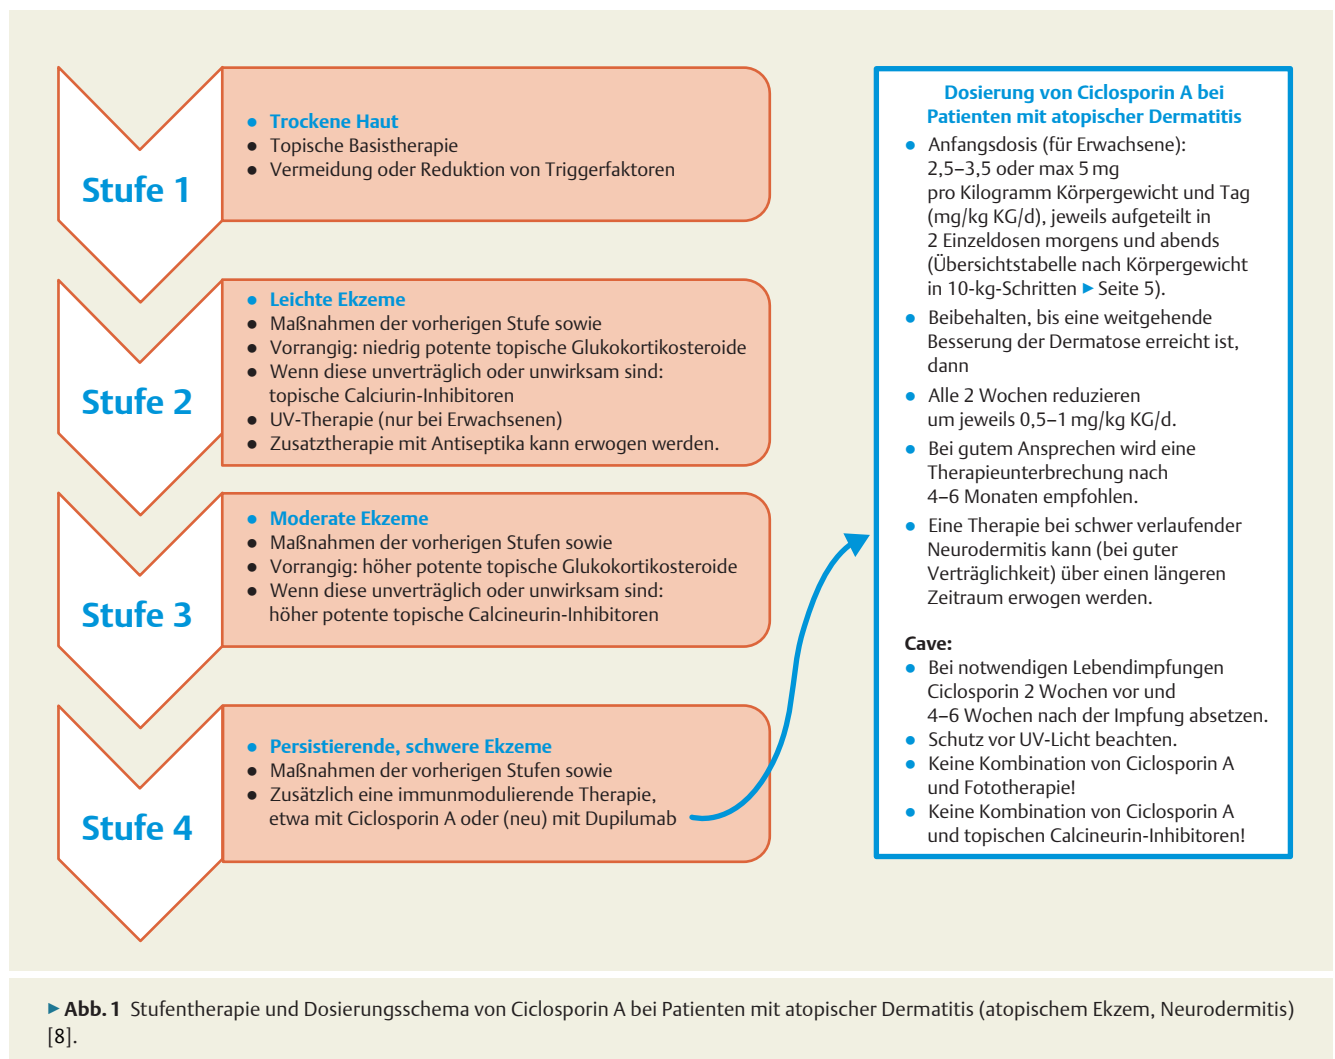 Stufe 1
● Trockene Haut
● Topische Basistherapie
● Vermeidung oder Reduktion von Triggerfaktoren
Stufe 2
● Leichte Ekzeme
● Maßnahmen der vorherigen Stufe sowie
● Vorrangig: niedrig potente topische Glukokortikosteroide
● Wenn diese unverträglich oder unwirksam sind:
topische Calciurin-Inhibitoren
● UV-Therapie (nur bei Erwachsenen)
● Zusatztherapie mit Antiseptika kann erwogen werden.
Stufe 3
● Moderate Ekzeme
● Maßnahmen der vorherigen Stufen sowie
● Vorrangig: höher potente topische Glukokortikosteroide
● Wenn diese unverträglich oder unwirksam sind:
höher potente topische Calcineurin-Inhibitoren
Stufe 4
● Persistierende, schwere Ekzeme
● Maßnahmen der vorherigen Stufen sowie
● Zusätzlich eine immunmodulierende Therapie,
etwa mit Ciclosporin A oder (neu) mit Dupilumab
Dosierung von Ciclosporin A bei
Patienten mit atopischer Dermatitis
● Anfangsdosis (für Erwachsene):
2,5–3,5 oder max 5 mg
pro Kilogramm Körpergewicht und Tag
(mg/kg KG/d), jeweils aufgeteilt in
2 Einzeldosen morgens und abends
(Übersichtstabelle nach Körpergewicht
in 10-kg-Schritten ▶ Seite 5).
● Beibehalten, bis eine weitgehende
Besserung der Dermatose erreicht ist,
dann
● Alle 2 Wochen reduzieren
um jeweils 0,5–1 mg/kg KG/d.
● Bei gutem Ansprechen wird eine
Therapieunterbrechung nach
4–6 Monaten empfohlen.
● Eine Therapie bei schwer verlaufender
Neurodermitis kann (bei guter
Verträglichkeit) über einen längeren
Zeitraum erwogen werden.
Cave:
● Bei notwendigen Lebendimpfungen
Ciclosporin 2 Wochen vor und
4–6 Wochen nach der Impfung absetzen.
● Schutz vor UV-Licht beachten.
● Keine Kombination von Ciclosporin A
und Fototherapie!
● Keine Kombination von Ciclosporin A
und topischen Calcineurin-Inhibitoren!
▶ Abb. 1 Stufentherapie und Dosierungsschema von Ciclosporin A bei Patienten mit atopischer Dermatitis (atopischem Ekzem, Neurodermitis)
[8].